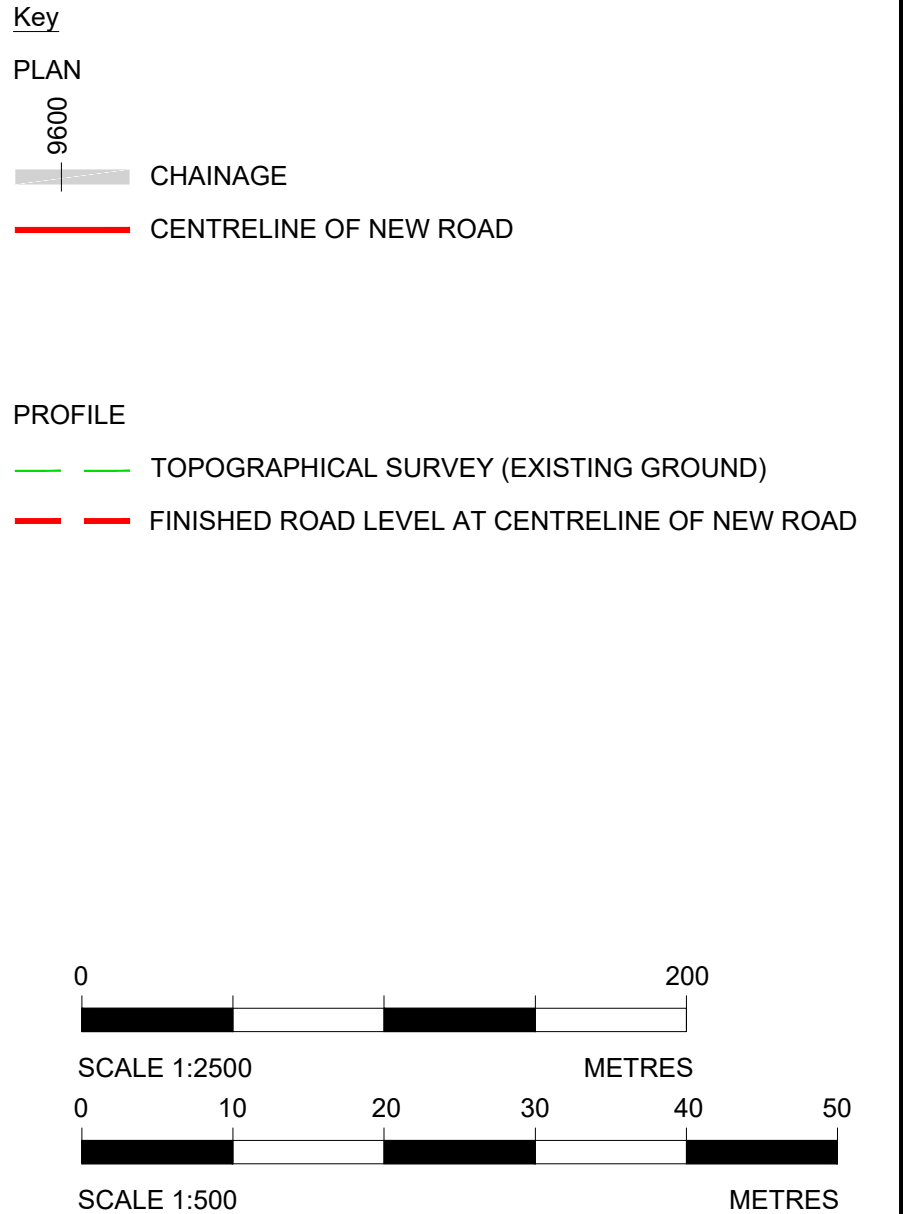 Key
PLAN
9600
CHAINAGE
CENTRELINE OF NEW ROAD
PROFILE
TOPOGRAPHICAL SURVEY (EXISTING GROUND)
FINISHED ROAD LEVEL AT CENTRELINE OF NEW ROAD
0 200
SCALE 1:2500 METRES
0 10 20 30 40 50
SCALE 1:500 METRES